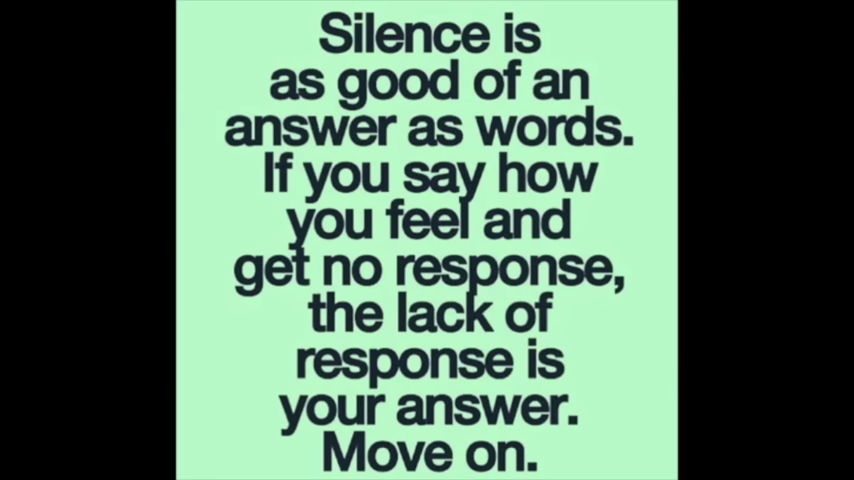 Silence is
as good of an
answer as words.
If you say how
you feel and
get no response,
the lack of
response is
your answer.
Move on.